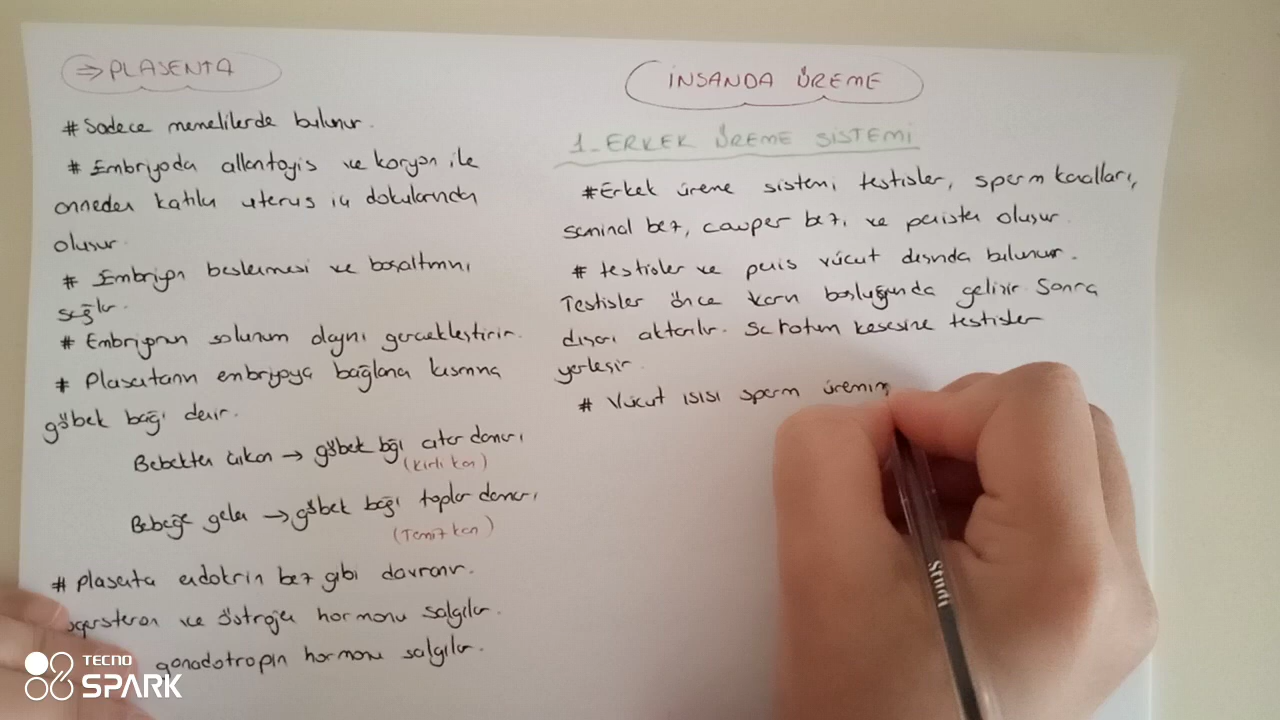 ⇒ PLASENTA
# Sadece memelilerde bulunur.
# Embriyoda allantoyis ve koryon ile
anneden katılan uterus iç dokularından
oluşur.
# Embriyon beslenmesi ve boşaltımını
sağlar.
# Embriyonun solunum olayını gerçekleştirir.
# Plasentanın embriyoya bağlanan kısmına
göbek bağı denir.
Bebekten çıkan → göbek bağı atar damarı
(Kirli kan)
Bebeğe gelen → göbek bağı toplar damarı
(Temiz kan)
# plasenta endokrin bez gibi davranır.
ve östrojen hormonu salgılar.
gonadotropin hormonu salgılar.
İNSANDA ÜREME
1- ERKEK ÜREME SİSTEMİ
# Erkek üreme sistemi testisler, sperm kanalları,
seminal bez, cowper bez, ve penisten oluşur.
# testisler ve penis vücut dışında bulunur.
Testisler önce karın boşluğunda gelişir. Sonra
dışarı aktarılır. Scrotum kesesine testisler
yerleşir.
# Vücut ısısı sperm
Studi
TECNO
SPARK